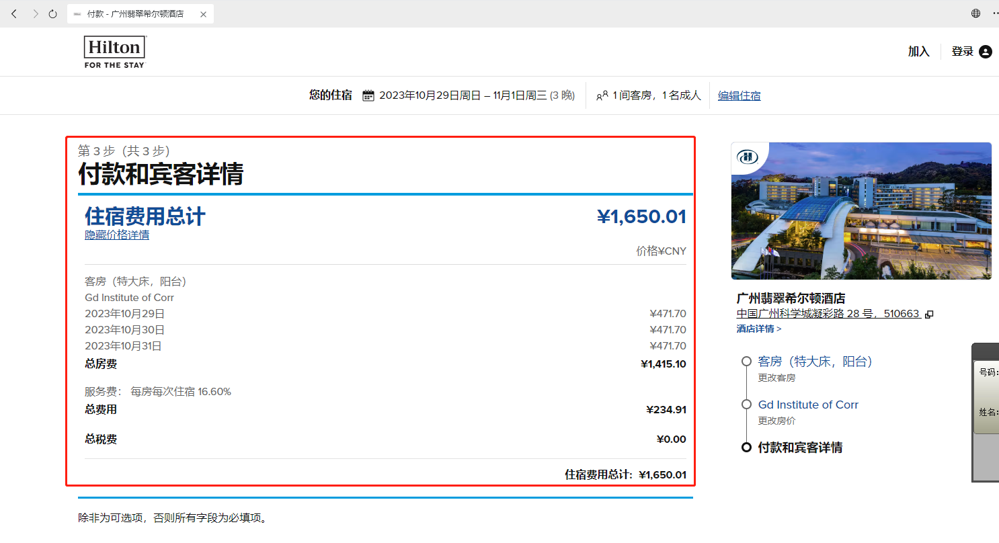 付款 - 广州翡翠希尔顿酒店
Hilton
FOR THE STAY
加入
登录
您的住宿 2023年10月29日周日 – 11月1日周三 (3 晚) 1 间客房，1 名成人 编辑住宿
第 3 步（共 3 步）
付款和宾客详情
住宿费用总计 ¥1,650.01
隐藏价格详情
价格¥CNY
客房（特大床，阳台）
Gd Institute of Corr
2023年10月29日 ¥471.70
2023年10月30日 ¥471.70
2023年10月31日 ¥471.70
总房费 ¥1,415.10
服务费： 每房每次住宿 16.60%
总费用 ¥234.91
总税费 ¥0.00
住宿费用总计: ¥1,650.01
除非为可选项，否则所有字段为必填项。
广州翡翠希尔顿酒店
中国广州科学城凝彩路 28 号，510663
酒店详情 >
客房（特大床，阳台）
更改客房
Gd Institute of Corr
更改房价
付款和宾客详情
号码:
姓名: